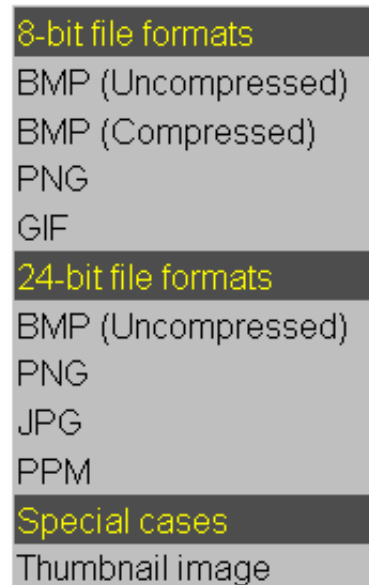 8-bit file formats
BMP (Uncompressed)
BMP (Compressed)
PNG
GIF
24-bit file formats
BMP (Uncompressed)
PNG
JPG
PPM
Special cases
Thumbnail image